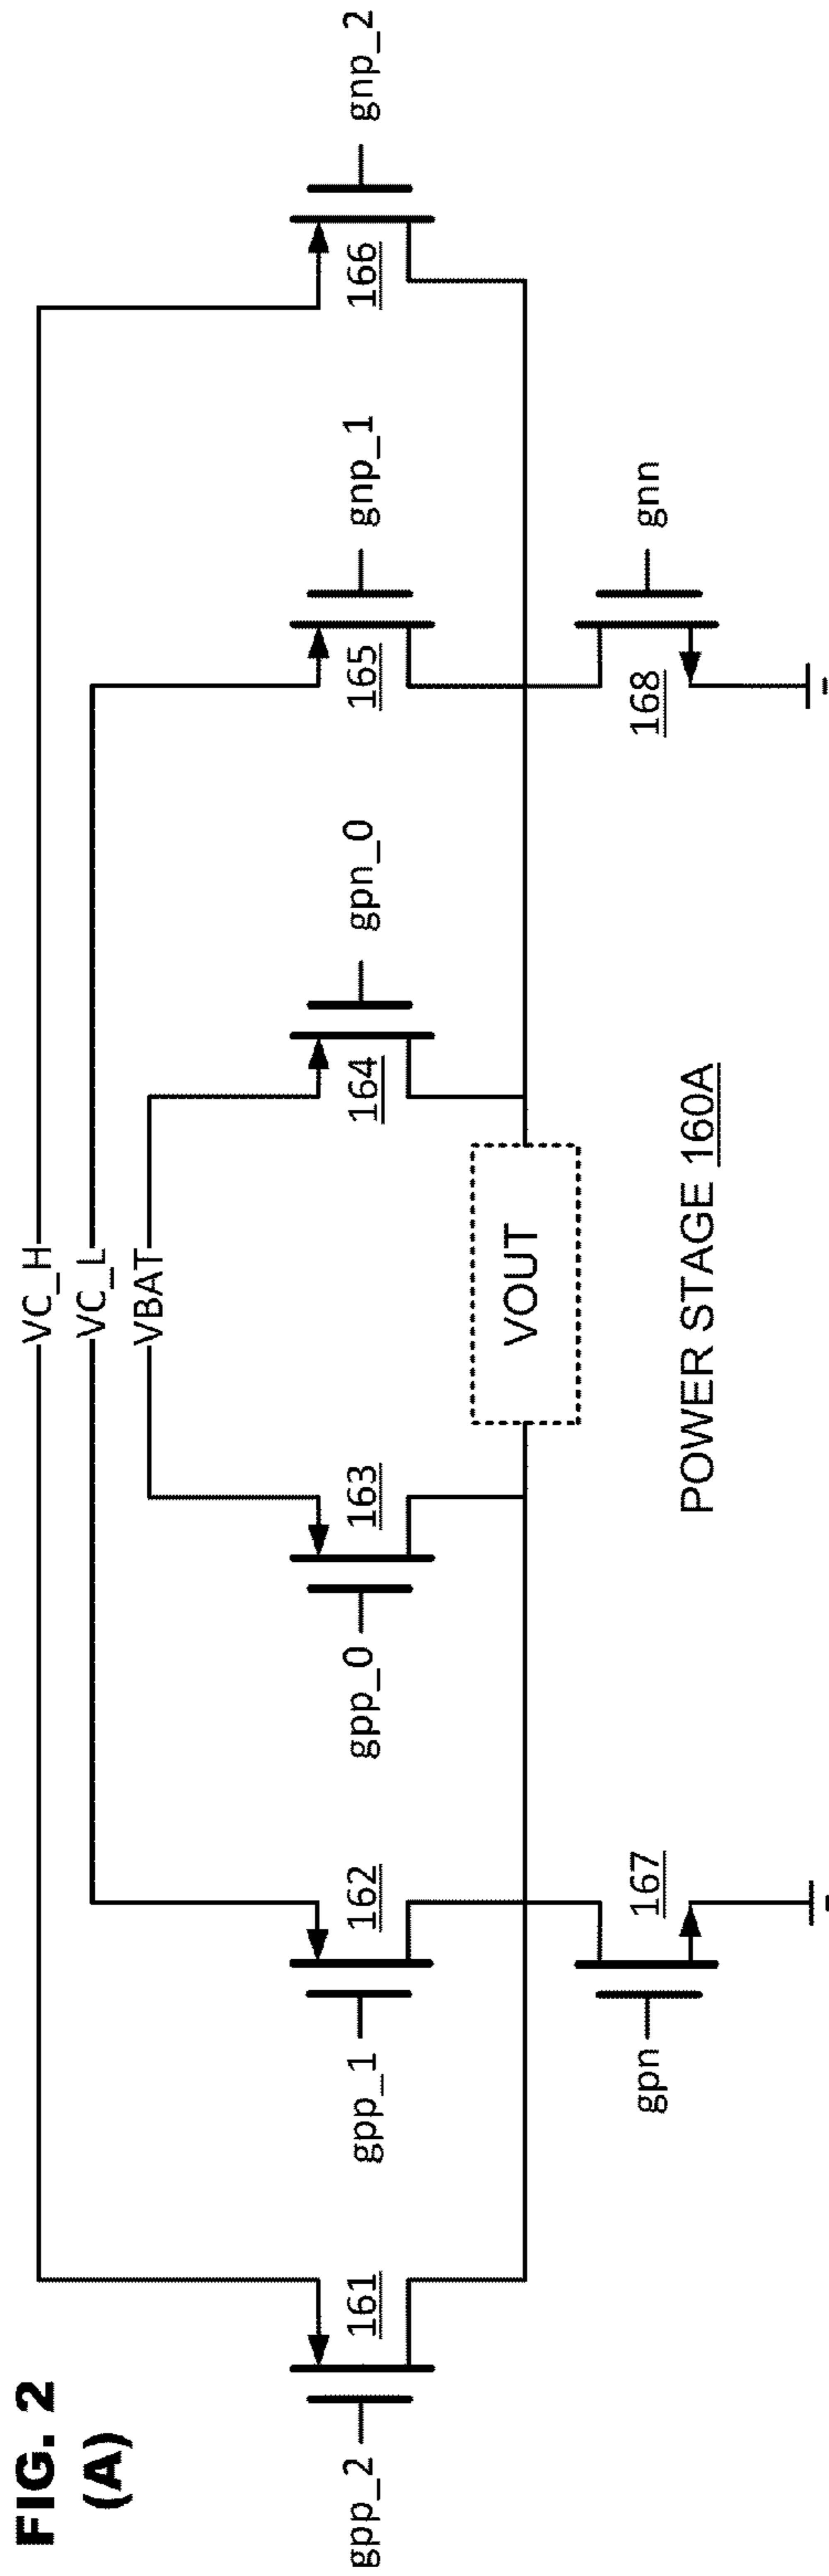 FIG. 2
(A)
VC_H
VC_L
VBAT
gpp_2
161
gpp_1
162
gpp_0
163
164
gpn_0
165
gnp_1
166
gnp_2
VOUT
gpn
167
168
gnn
POWER STAGE 160A